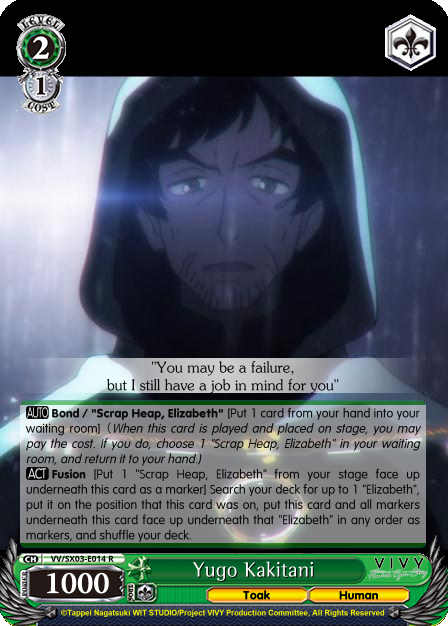 LEVEL
2
1
COST
"You may be a failure,
but I still have a job in mind for you"
AUTO Bond / "Scrap Heap, Elizabeth" [Put 1 card from your hand into your
waiting room] (When this card is played and placed on stage, you may
pay the cost. If you do, choose 1 "Scrap Heap, Elizabeth" in your waiting
room, and return it to your hand.)
ACT Fusion [Put 1 "Scrap Heap, Elizabeth" from your stage face up
underneath this card as a marker] Search your deck for up to 1 "Elizabeth",
put it on the position that this card was on, put this card and all markers
underneath this card face up underneath that "Elizabeth" in any order as
markers, and shuffle your deck.
CH VV/SX03-E014 R
POWER 1000 SOUL
Yugo Kakitani
VIVY
Toak Human
©Tappei Nagatsuki WIT STUDIO/Project VIVY Production Committee, All Rights Reserved